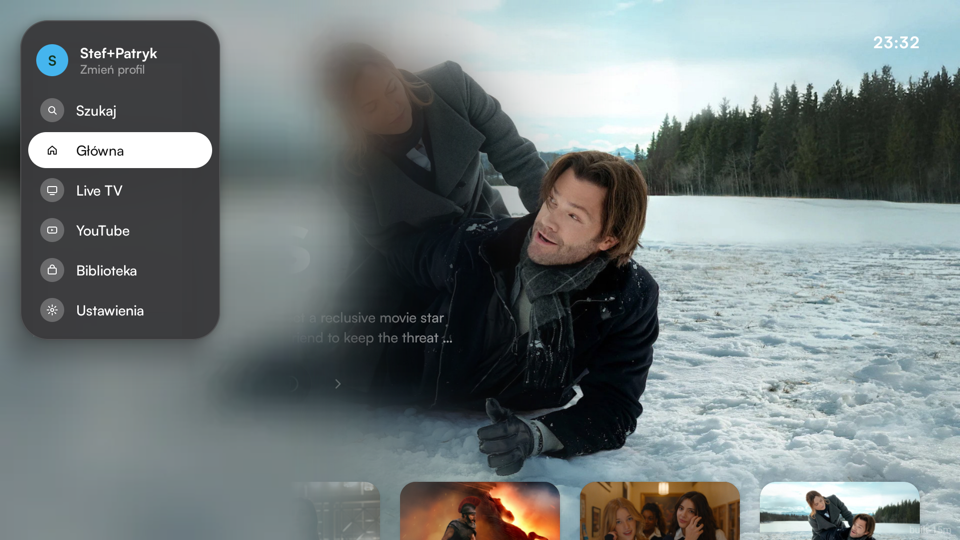 Stef+Patryk
Zmień profil
23:32
Szukaj
Główna
Live TV
YouTube
Biblioteka
Ustawienia
a reclusive movie star
to keep the threat ...